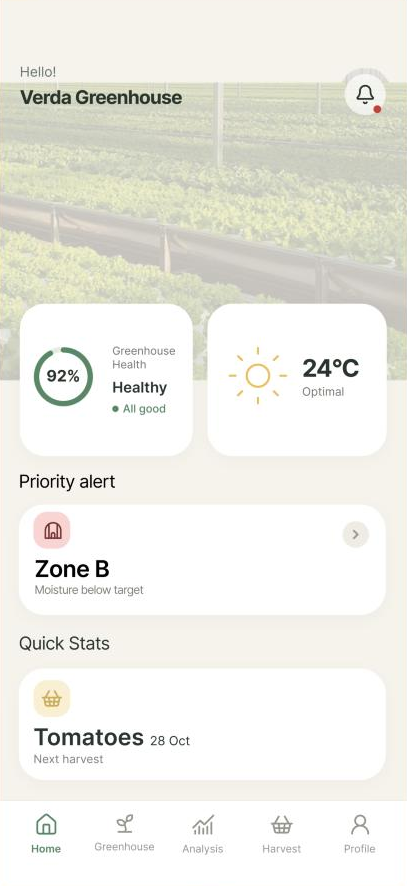 Hello!
Verda Greenhouse
92%
Greenhouse
Health
Healthy
All good
24°C
Optimal
Priority alert
Zone B
Moisture below target
Quick Stats
Tomatoes 28 Oct
Next harvest
Home
Greenhouse
Analysis
Harvest
Profile